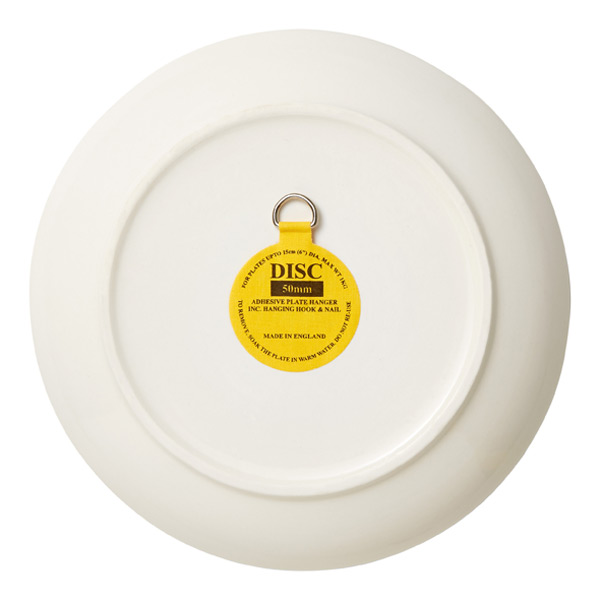 FOR PLATES UPTO 15cm (6") DIA. MAX WT 1KG
DISC
50mm
ADHESIVE PLATE HANGER
INC. HANGING HOOK & NAIL
MADE IN ENGLAND
TO REMOVE, SOAK THE PLATE IN WARM WATER. DO NOT RE-USE